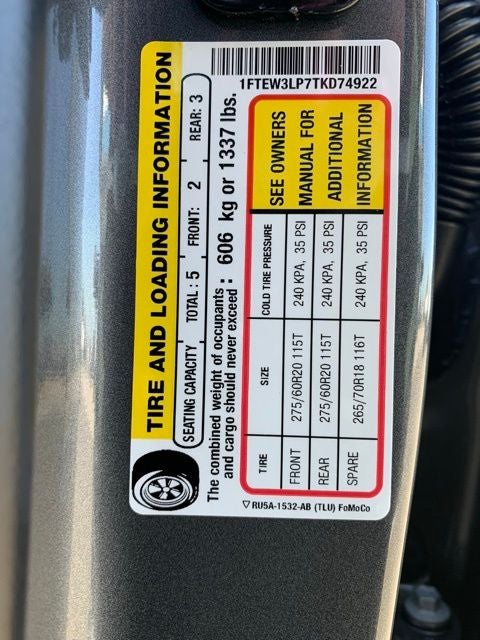 1FTEW3LP7TKD74922
TIRE AND LOADING INFORMATION
SEATING CAPACITY TOTAL : 5 FRONT: 2 REAR: 3
The combined weight of occupants
and cargo should never exceed : 606 kg or 1337 lbs.
TIRE SIZE COLD TIRE PRESSURE
FRONT 275/60R20 115T 240 KPA, 35 PSI
REAR 275/60R20 115T 240 KPA, 35 PSI
SPARE 265/70R18 116T 240 KPA, 35 PSI
SEE OWNERS
MANUAL FOR
ADDITIONAL
INFORMATION
▽ RU5A-1532-AB (TLU) FoMoCo